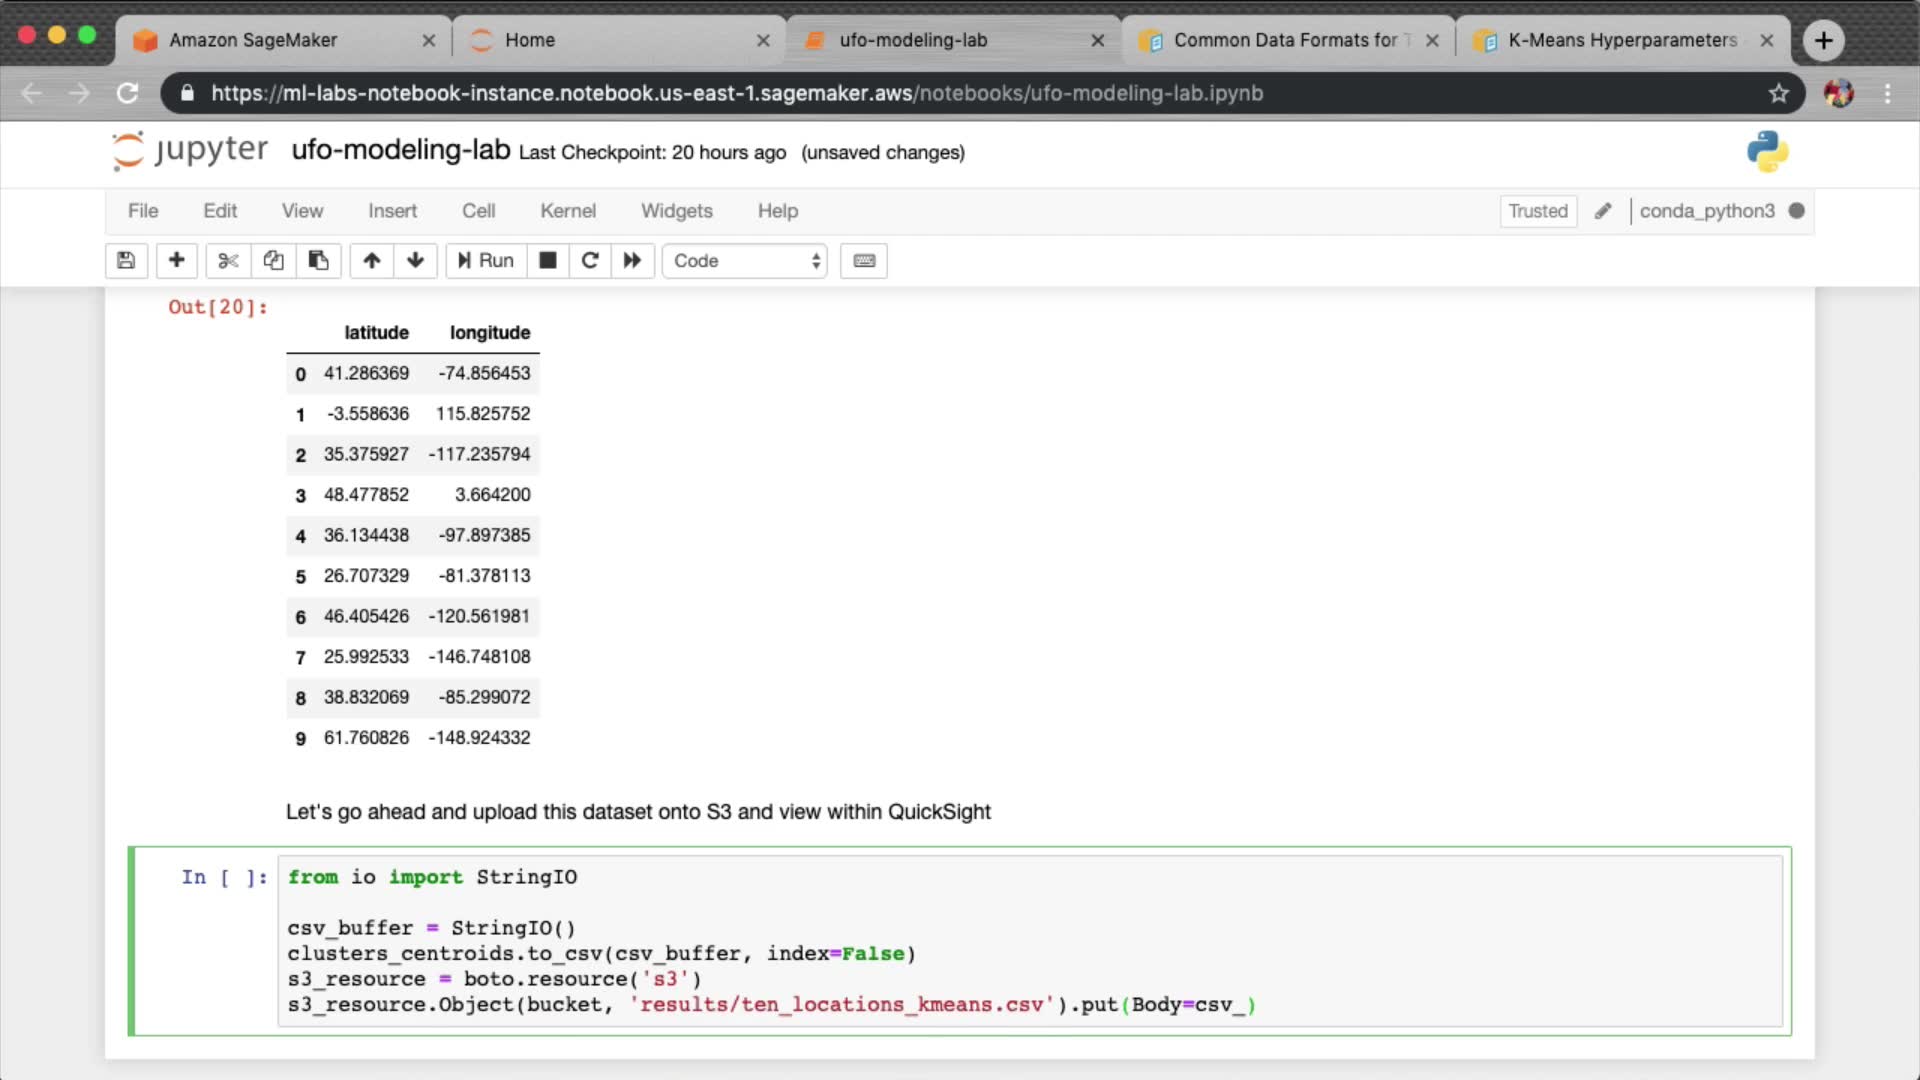 Amazon SageMaker
Home
ufo-modeling-lab
Common Data Formats for
K-Means Hyperparameters
https://ml-labs-notebook-instance.notebook.us-east-1.sagemaker.aws/notebooks/ufo-modeling-lab.ipynb
jupyter ufo-modeling-lab Last Checkpoint: 20 hours ago (unsaved changes)
File Edit View Insert Cell Kernel Widgets Help Trusted conda_python3
Run Code
Out[20]:
latitude longitude
0 41.286369 -74.856453
1 -3.558636 115.825752
2 35.375927 -117.235794
3 48.477852 3.664200
4 36.134438 -97.897385
5 26.707329 -81.378113
6 46.405426 -120.561981
7 25.992533 -146.748108
8 38.832069 -85.299072
9 61.760826 -148.924332
Let's go ahead and upload this dataset onto S3 and view within QuickSight
In [ ]: from io import StringIO
csv_buffer = StringIO()
clusters_centroids.to_csv(csv_buffer, index=False)
s3_resource = boto.resource('s3')
s3_resource.Object(bucket, 'results/ten_locations_kmeans.csv').put(Body=csv_)